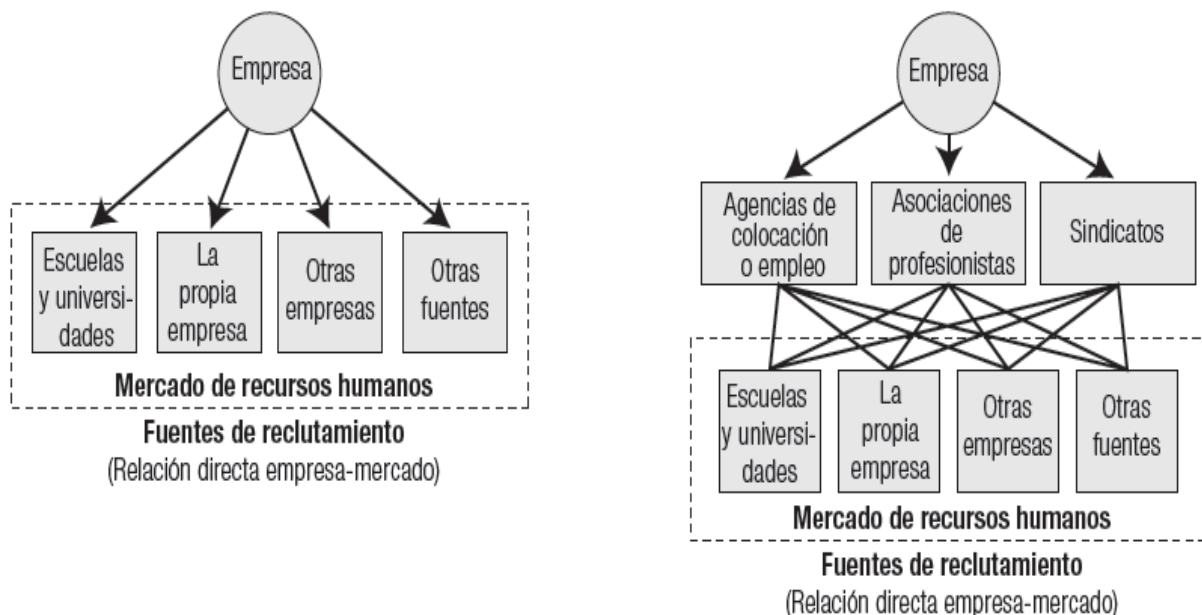 Empresa
Escuelas
y universi-
dades
La
propia
empresa
Otras
empresas
Otras
fuentes
Mercado de recursos humanos
Fuentes de reclutamiento
(Relación directa empresa-mercado)
Empresa
Agencias de
colocación
o empleo
Asociaciones
de
profesionistas
Sindicatos
Escuelas
y universi-
dades
La
propia
empresa
Otras
empresas
Otras
fuentes
Mercado de recursos humanos
Fuentes de reclutamiento
(Relación directa empresa-mercado)